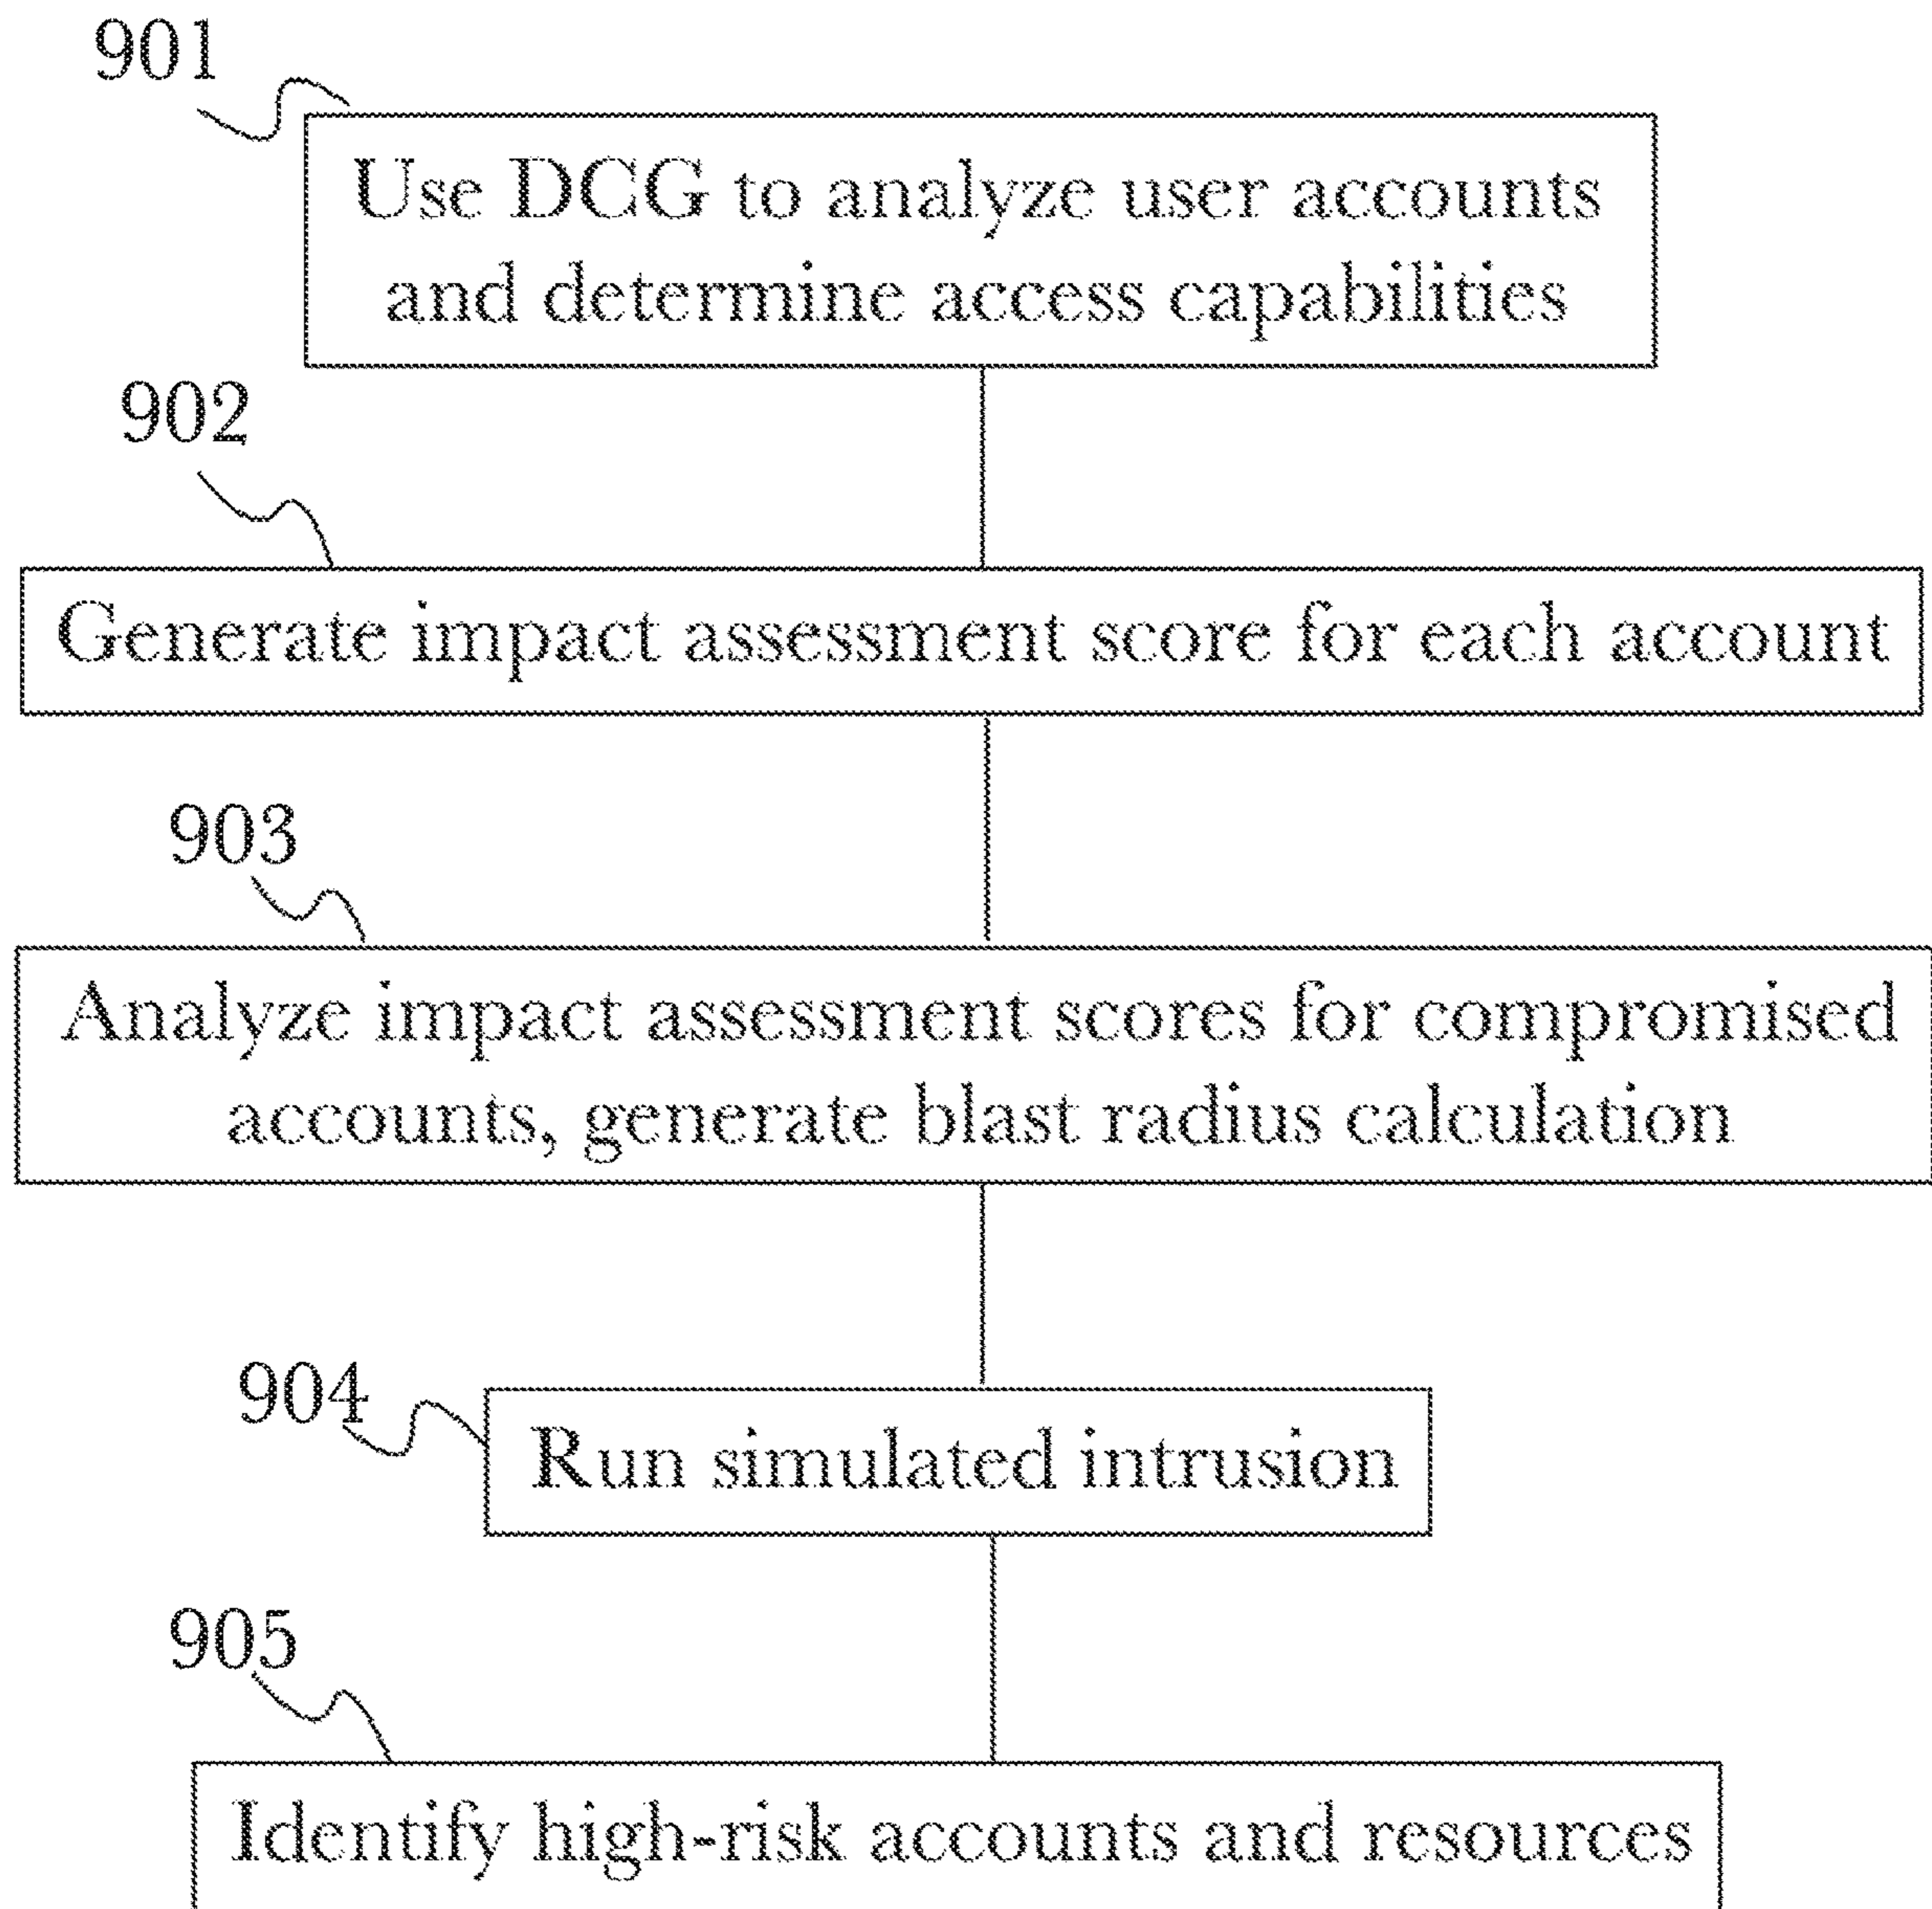 901
Use DCG to analyze user accounts
and determine access capabilities
902
Generate impact assessment score for each account
903
Analyze impact assessment scores for compromised
accounts, generate blast radius calculation
904
Run simulated intrusion
905
Identify high-risk accounts and resources